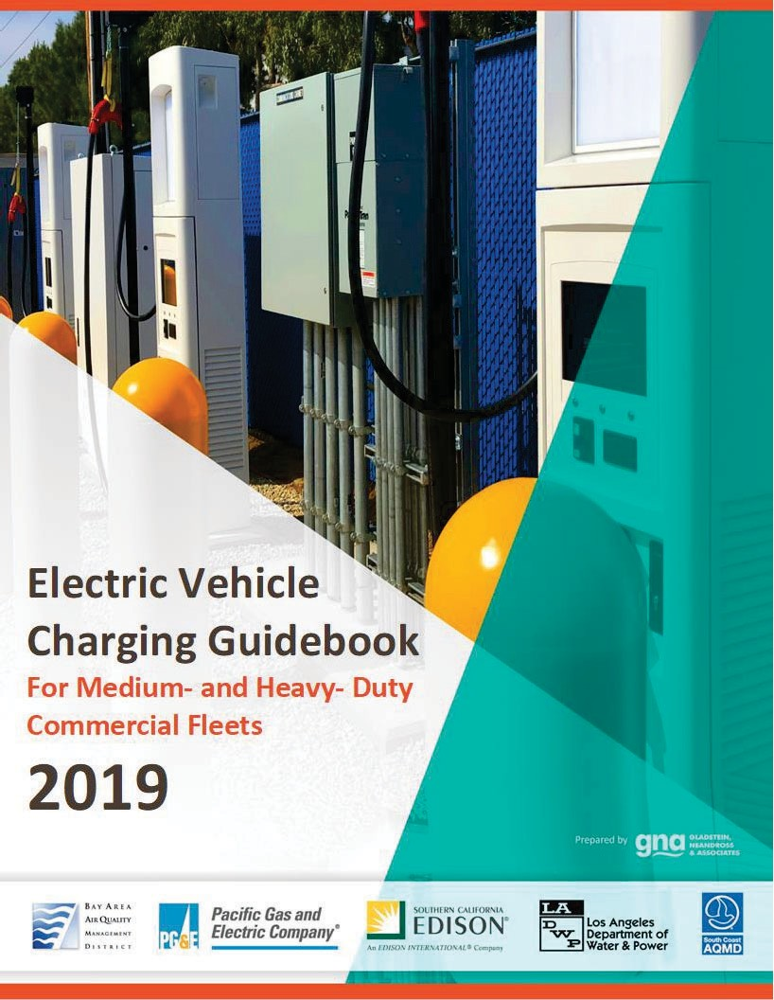 Electric Vehicle
Charging Guidebook
For Medium- and Heavy- Duty
Commercial Fleets
2019
Prepared by gna GLADSTEIN,
NEANDROSS
& ASSOCIATES
BAY AREA
AIR QUALITY
MANAGEMENT
DISTRICT
PG&E
Pacific Gas and
Electric Company®
SOUTHERN CALIFORNIA
EDISON®
An EDISON INTERNATIONAL® Company
LA
DWP
Los Angeles
Department of
Water & Power
South Coast
AQMD